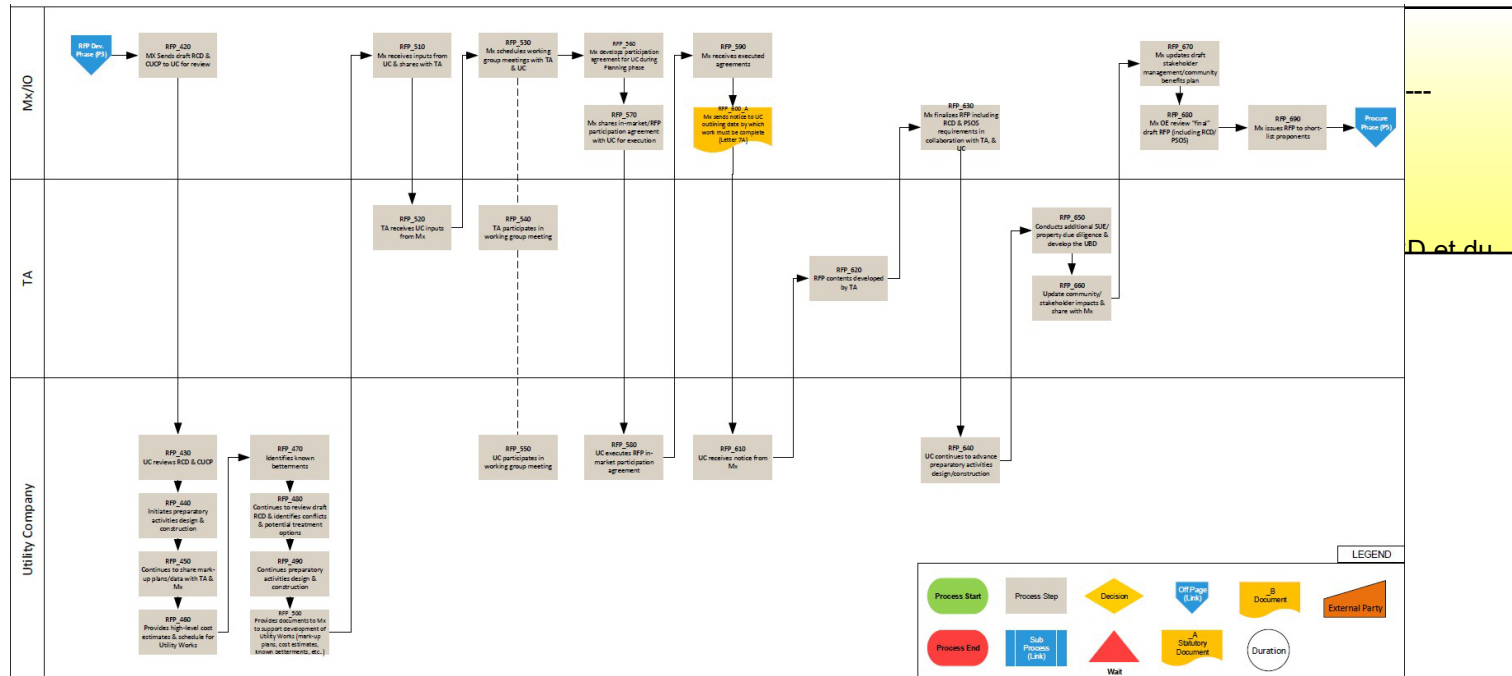 Mx/IO
RFP Dev.
Phase (P3)
RFP_420
MX Sends draft RCD &
CUCP to UC for review
RFP_510
Mx receives inputs from
UC & shares with TA
RFP_530
Mx schedules working
group meetings with TA
& UC
RFP_560
Mx develops participation
agreement for UC during
Planning phase
RFP_570
Mx shares in-market/RFP
participation agreement
with UC for execution
RFP_590
Mx receives executed
agreements
RFP_600_A
Mx sends notice to UC
outlining date by which
work must be complete
(Letter 7A)
RFP_630
Mx finalizes RFP including
RCD & PSOS
requirements in
collaboration with TA, &
UC
RFP_670
Mx updates draft
stakeholder
management/community
benefits plan
RFP_680
Mx OE review "final"
draft RFP (including RCD/
PSOS)
RFP_690
Mx issues RFP to short-
list proponents
Procure
Phase (P5)
---
D et du
TA
RFP_520
TA receives UC inputs
from Mx
RFP_540
TA participates in
working group meeting
RFP_620
RFP contents developed
by TA
RFP_650
Conducts additional SUE/
property due diligence &
develop the UBD
RFP_660
Update community/
stakeholder impacts &
share with Mx
Utility Company
RFP_430
UC reviews RCD & CUCP
RFP_440
Initiates preparatory
activities design &
construction
RFP_450
Continues to share mark-
up plans/data with TA &
Mx
RFP_460
Provides high-level cost
estimates & schedule for
Utility Works
RFP_470
Identifies known
betterments
RFP_480
Continues to review draft
RCD & identifies conflicts
& potential treatment
options
RFP_490
Continues preparatory
activities design &
construction
RFP_500
Provides documents to Mx
to support development of
Utility Works (mark-up
plans, cost estimates,
known betterments, etc..)
RFP_550
UC participates in
working group meeting
RFP_580
UC executes RFP in-
market participation
agreement
RFP_610
UC receives notice from
Mx
RFP_640
UC continues to advance
preparatory activities
design/construction
LEGEND
Process Start
Process Step
Decision
Off Page
(Link)
_B
Document
External Party
Process End
Sub
Process
(Link)
Wait
_A
Statutory
Document
Duration